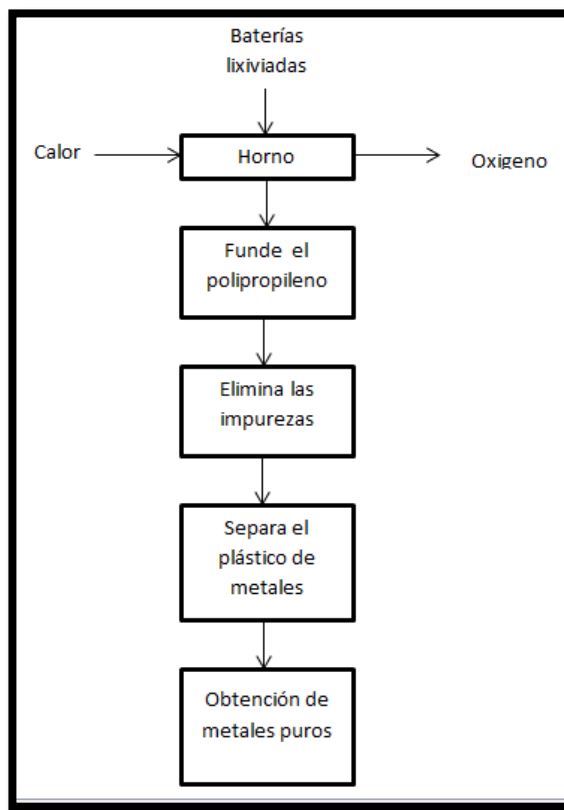 Baterías
lixiviadas
Calor
Horno
Oxigeno
Funde el
polipropileno
Elimina las
impurezas
Separa el
plástico de
metales
Obtención de
metales puros